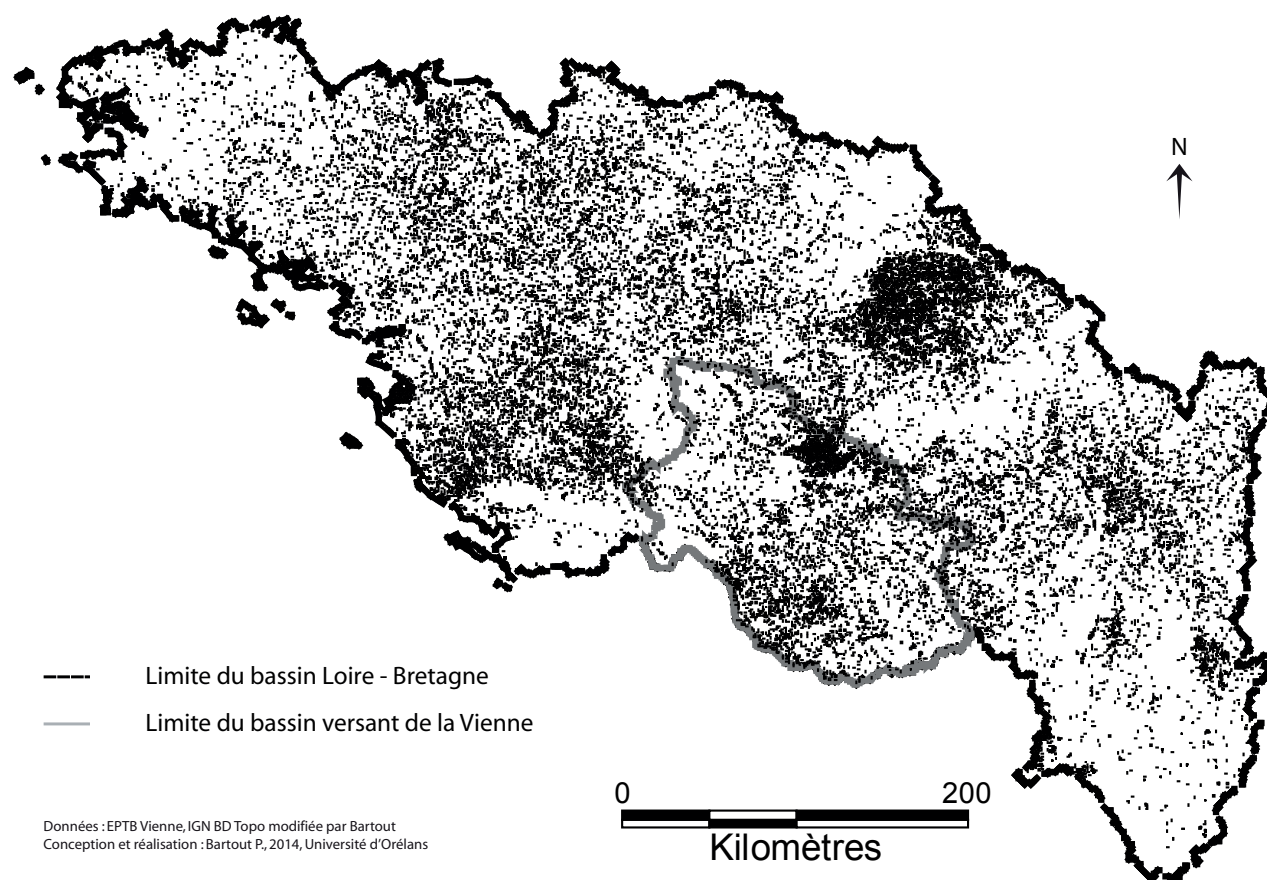 N
Limite du bassin Loire - Bretagne
Limite du bassin versant de la Vienne
0 200
Kilomètres
Données : EPTB Vienne, IGN BD Topo modifiée par Bartout
Conception et réalisation : Bartout P., 2014, Université d'Orélans